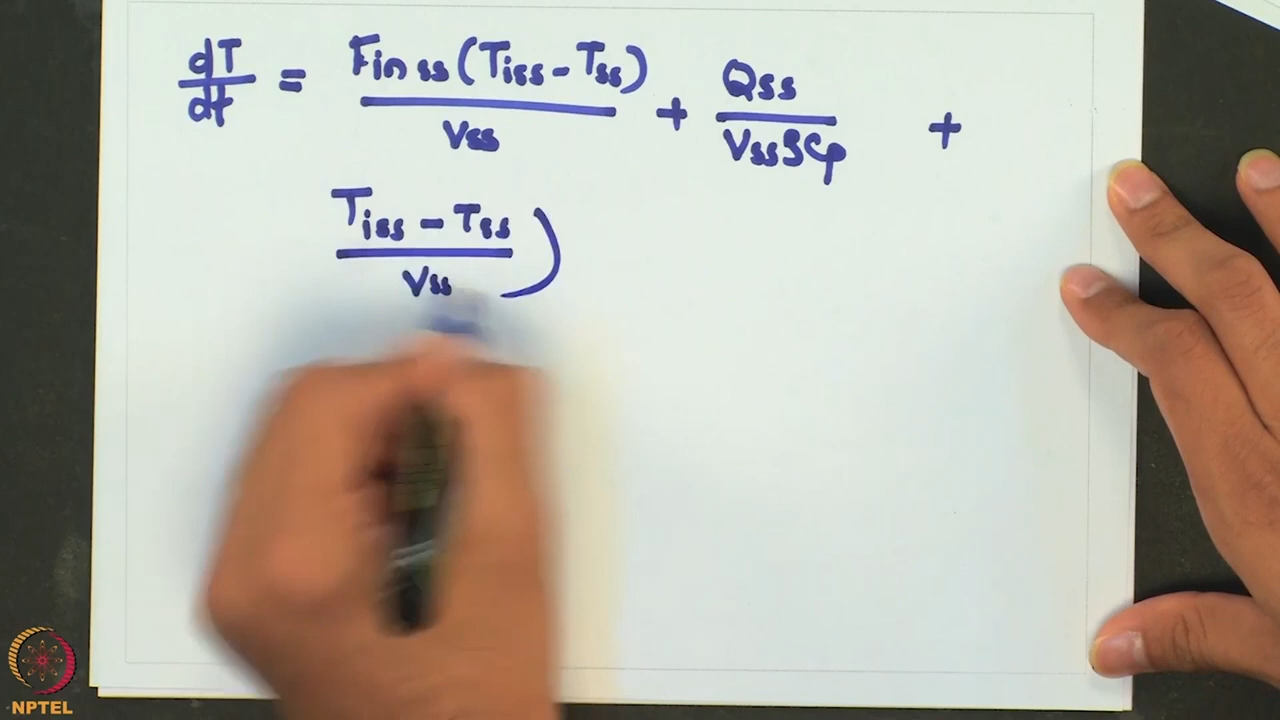 dT/dt = Fin ss (Tiss - Tss) / Vss + Qss / Vss ρ Cp +
Tiss - Tss / Vss )
NPTEL